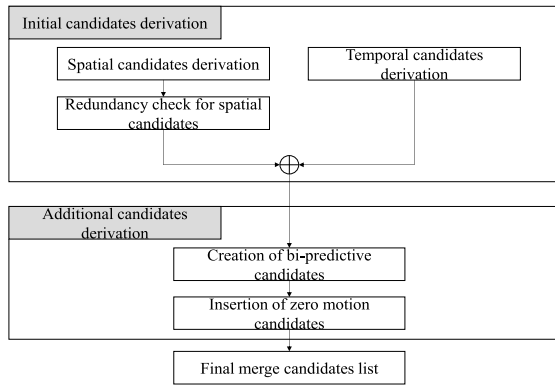 Initial candidates derivation
Spatial candidates derivation
Temporal candidates
derivation
Redundancy check for spatial
candidates
Additional candidates
derivation
Creation of bi-predictive
candidates
Insertion of zero motion
candidates
Final merge candidates list